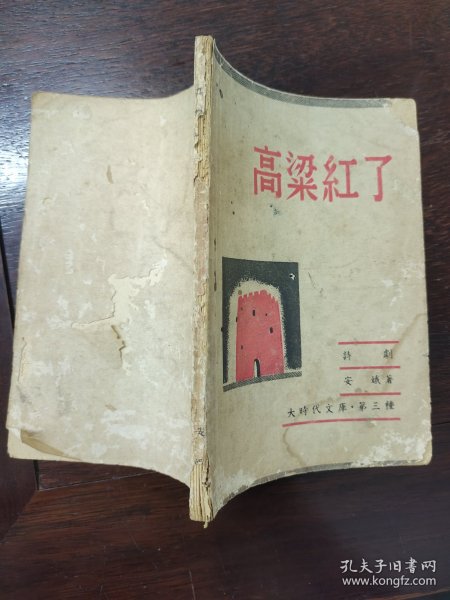 高粱紅了
詩劇
安娥著
大時代文庫·第三種
孔夫子旧书网
www.kongfz.com